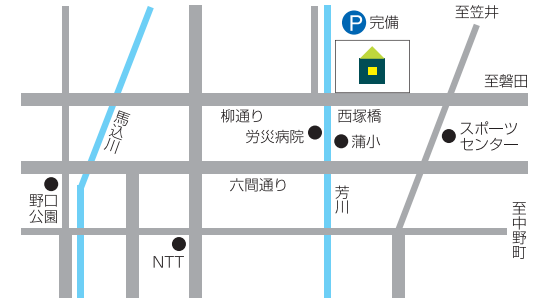 至笠井
P 完備
至磐田
馬込川
柳通り
西塚橋
労災病院
蒲小
スポーツ
センター
六間通り
野口
公園
芳川
至中野町
NTT